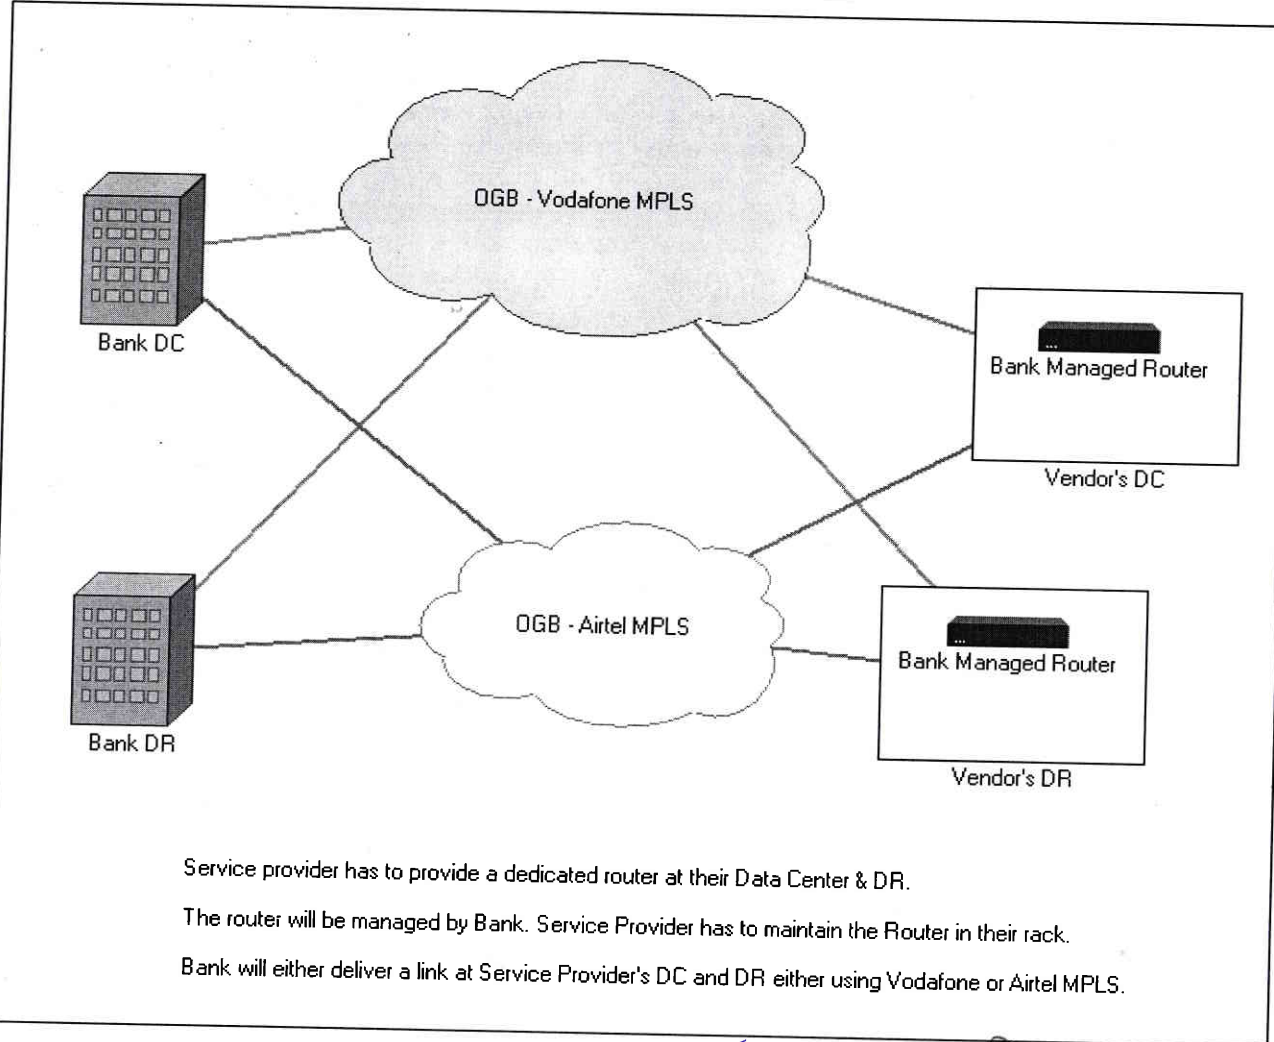 OGB - Vodafone MPLS
Bank DC
Bank Managed Router
Vendor's DC
OGB - Airtel MPLS
Bank Managed Router
Bank DR
Vendor's DR
Service provider has to provide a dedicated router at their Data Center & DR.
The router will be managed by Bank. Service Provider has to maintain the Router in their rack.
Bank will either deliver a link at Service Provider's DC and DR either using Vodafone or Airtel MPLS.